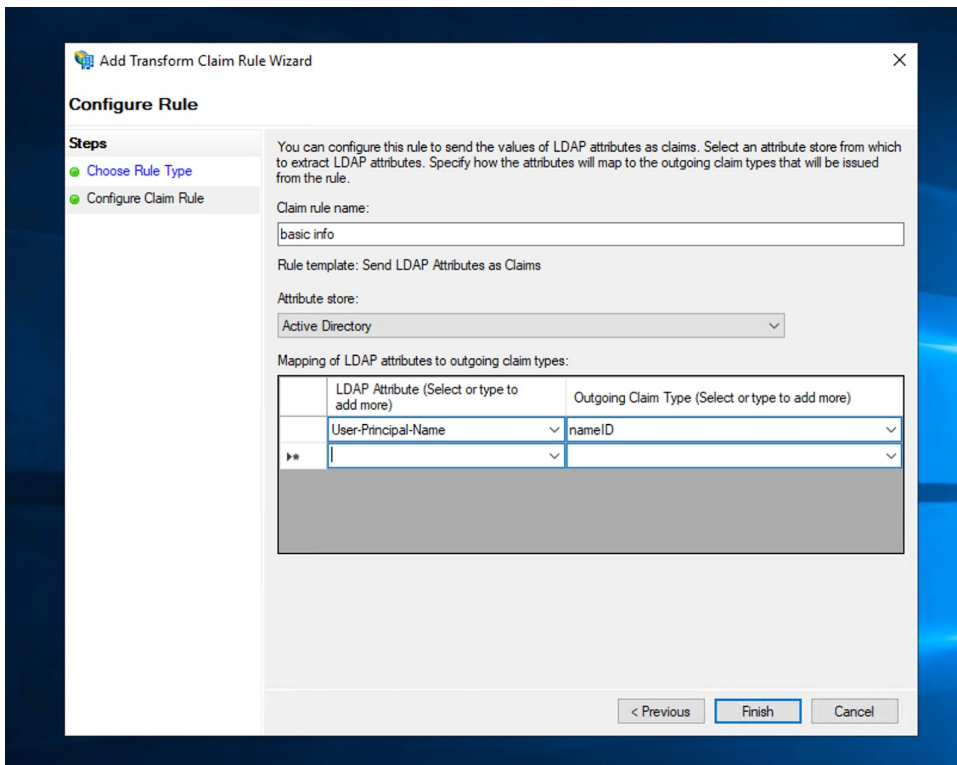 Add Transform Claim Rule Wizard
Configure Rule
Steps
Choose Rule Type
Configure Claim Rule
You can configure this rule to send the values of LDAP attributes as claims. Select an attribute store from which
to extract LDAP attributes. Specify how the attributes will map to the outgoing claim types that will be issued
from the rule.
Claim rule name:
basic info
Rule template: Send LDAP Attributes as Claims
Attribute store:
Active Directory
Mapping of LDAP attributes to outgoing claim types:
LDAP Attribute (Select or type to
add more)
Outgoing Claim Type (Select or type to add more)
User-Principal-Name
nameID
< Previous
Finish
Cancel